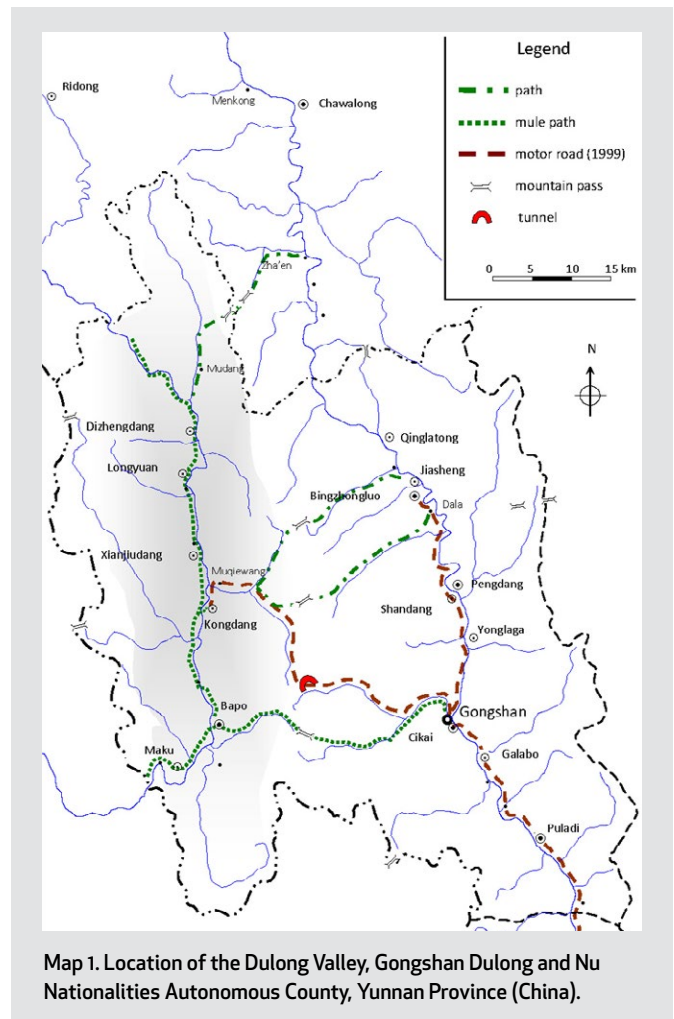 Legend
path
mule path
motor road (1999)
mountain pass
tunnel
0 5 10 15 km
N
Ridong
Menkong
Chawalong
Zha'en
Mudang
Dizhengdang
Qinglatong
Longyuan
Jiasheng
Bingzhongluo
Dala
Xianjiudang
Muqiewang
Pengdang
Shandang
Kongdang
Yonglaga
Bapo
Gongshan
Cikai
Maku
Galabo
Puladi
Map 1. Location of the Dulong Valley, Gongshan Dulong and Nu
Nationalities Autonomous County, Yunnan Province (China).